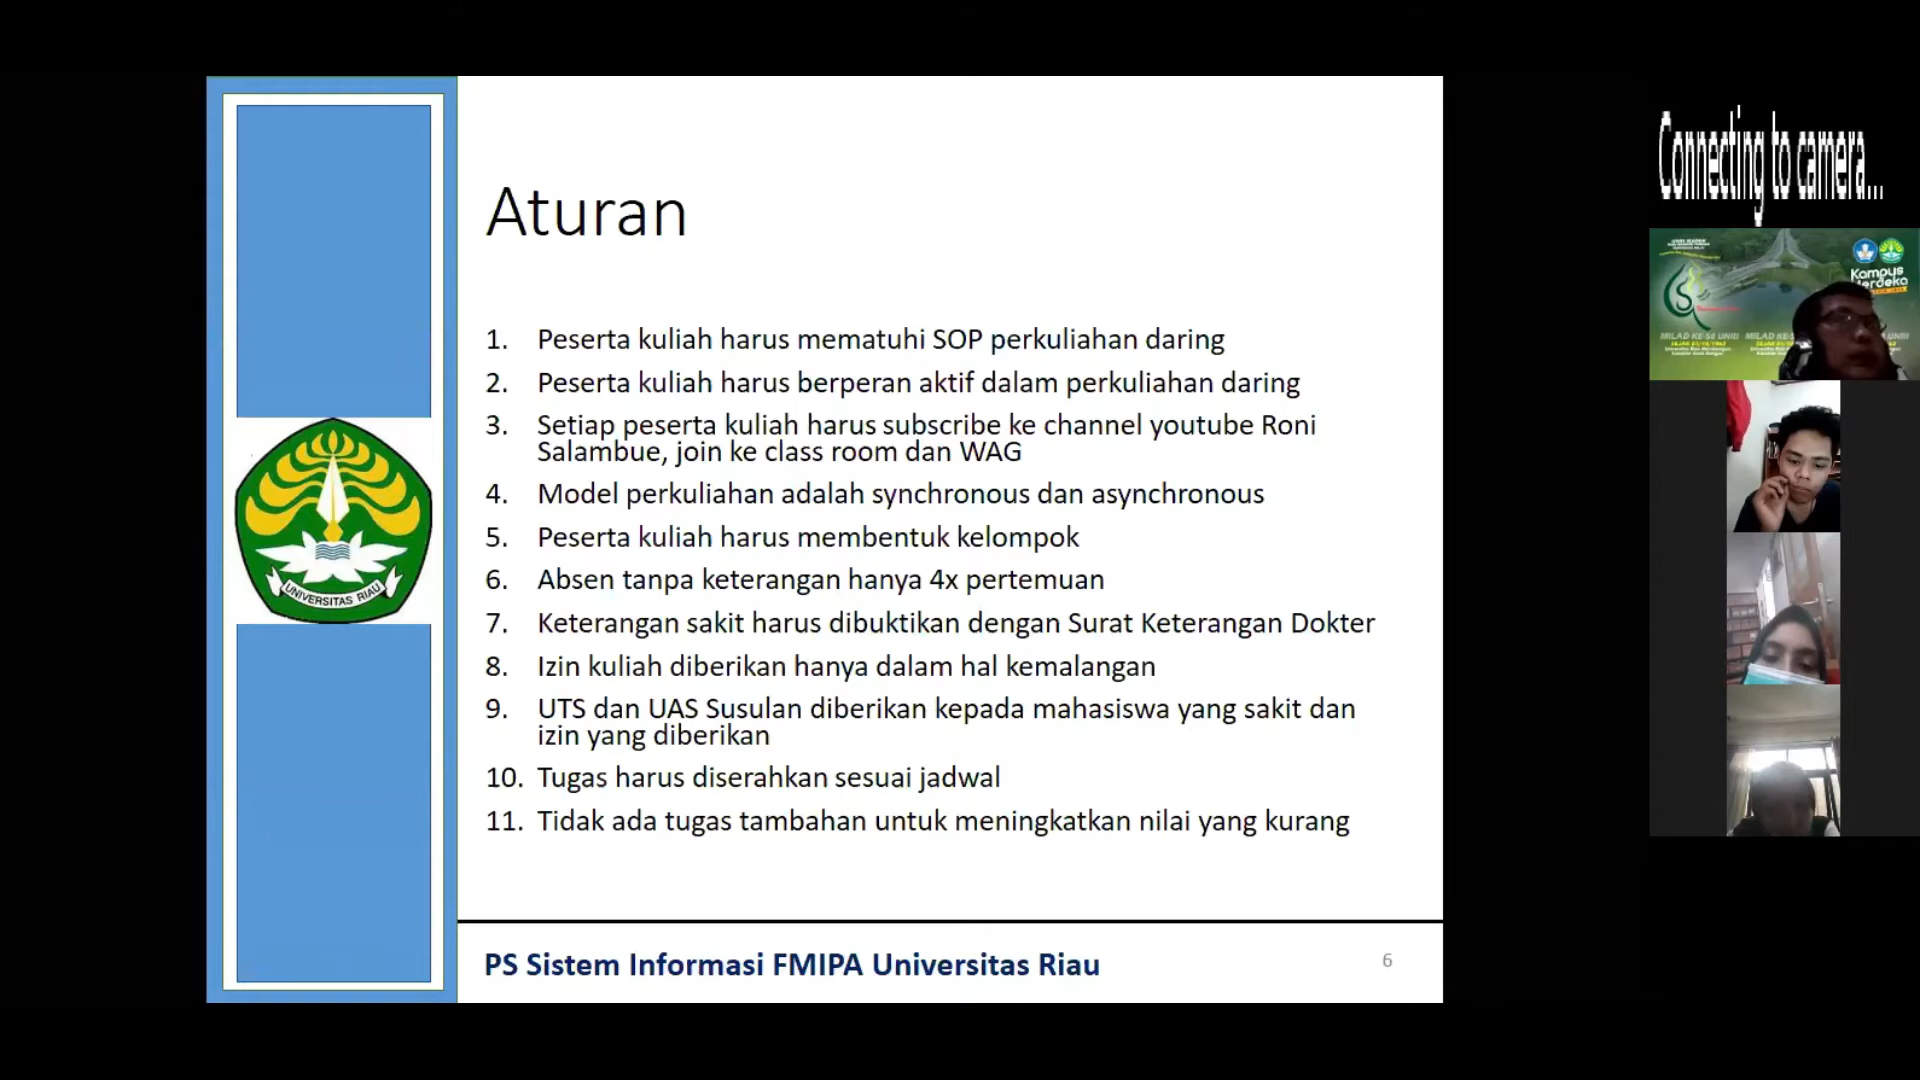 Aturan
1. Peserta kuliah harus mematuhi SOP perkuliahan daring
2. Peserta kuliah harus berperan aktif dalam perkuliahan daring
3. Setiap peserta kuliah harus subscribe ke channel youtube Roni
Salambue, join ke class room dan WAG
4. Model perkuliahan adalah synchronous dan asynchronous
5. Peserta kuliah harus membentuk kelompok
6. Absen tanpa keterangan hanya 4x pertemuan
7. Keterangan sakit harus dibuktikan dengan Surat Keterangan Dokter
8. Izin kuliah diberikan hanya dalam hal kemalangan
9. UTS dan UAS Susulan diberikan kepada mahasiswa yang sakit dan
izin yang diberikan
10. Tugas harus diserahkan sesuai jadwal
11. Tidak ada tugas tambahan untuk meningkatkan nilai yang kurang
UNIVERSITAS RIAU
PS Sistem Informasi FMIPA Universitas Riau
6
Connecting to camera...
Kampus
Merdeka
MILAD KE-58 UNRI